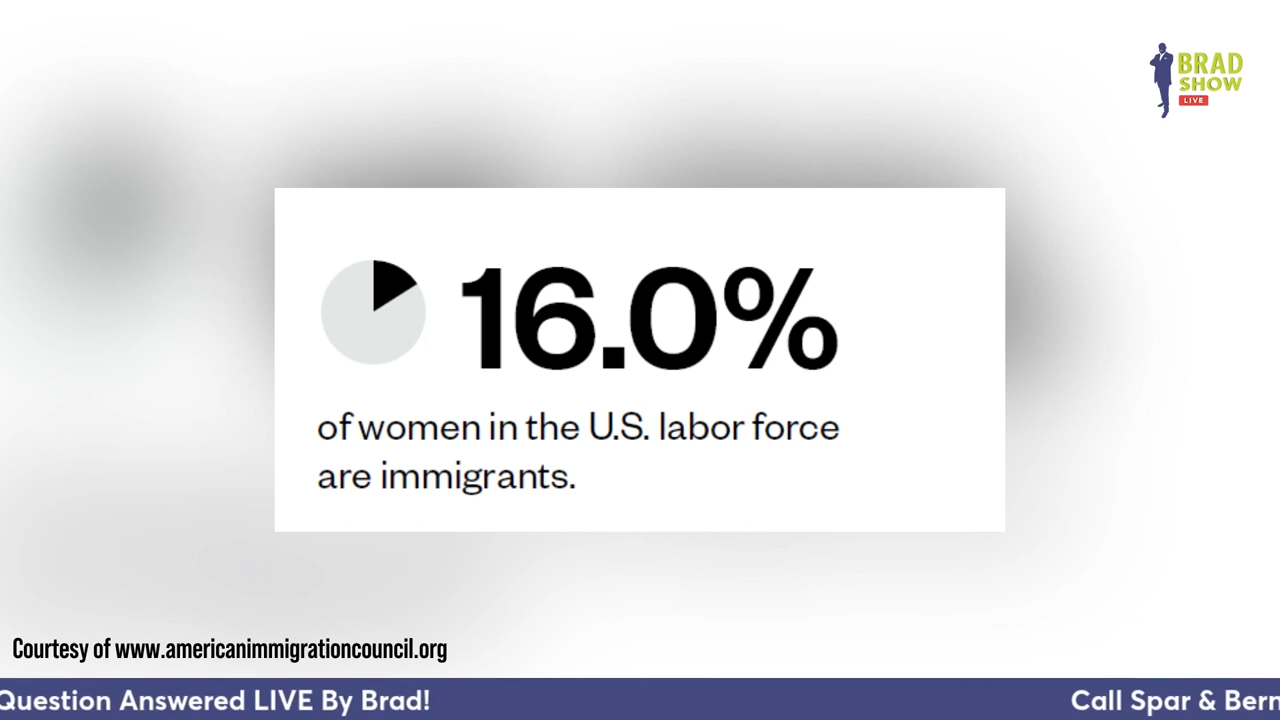 BRAD
SHOW
LIVE
16.0%
of women in the U.S. labor force
are immigrants.
Courtesy of www.americanimmigrationcouncil.org
Question Answered LIVE By Brad!
Call Spar & Bern